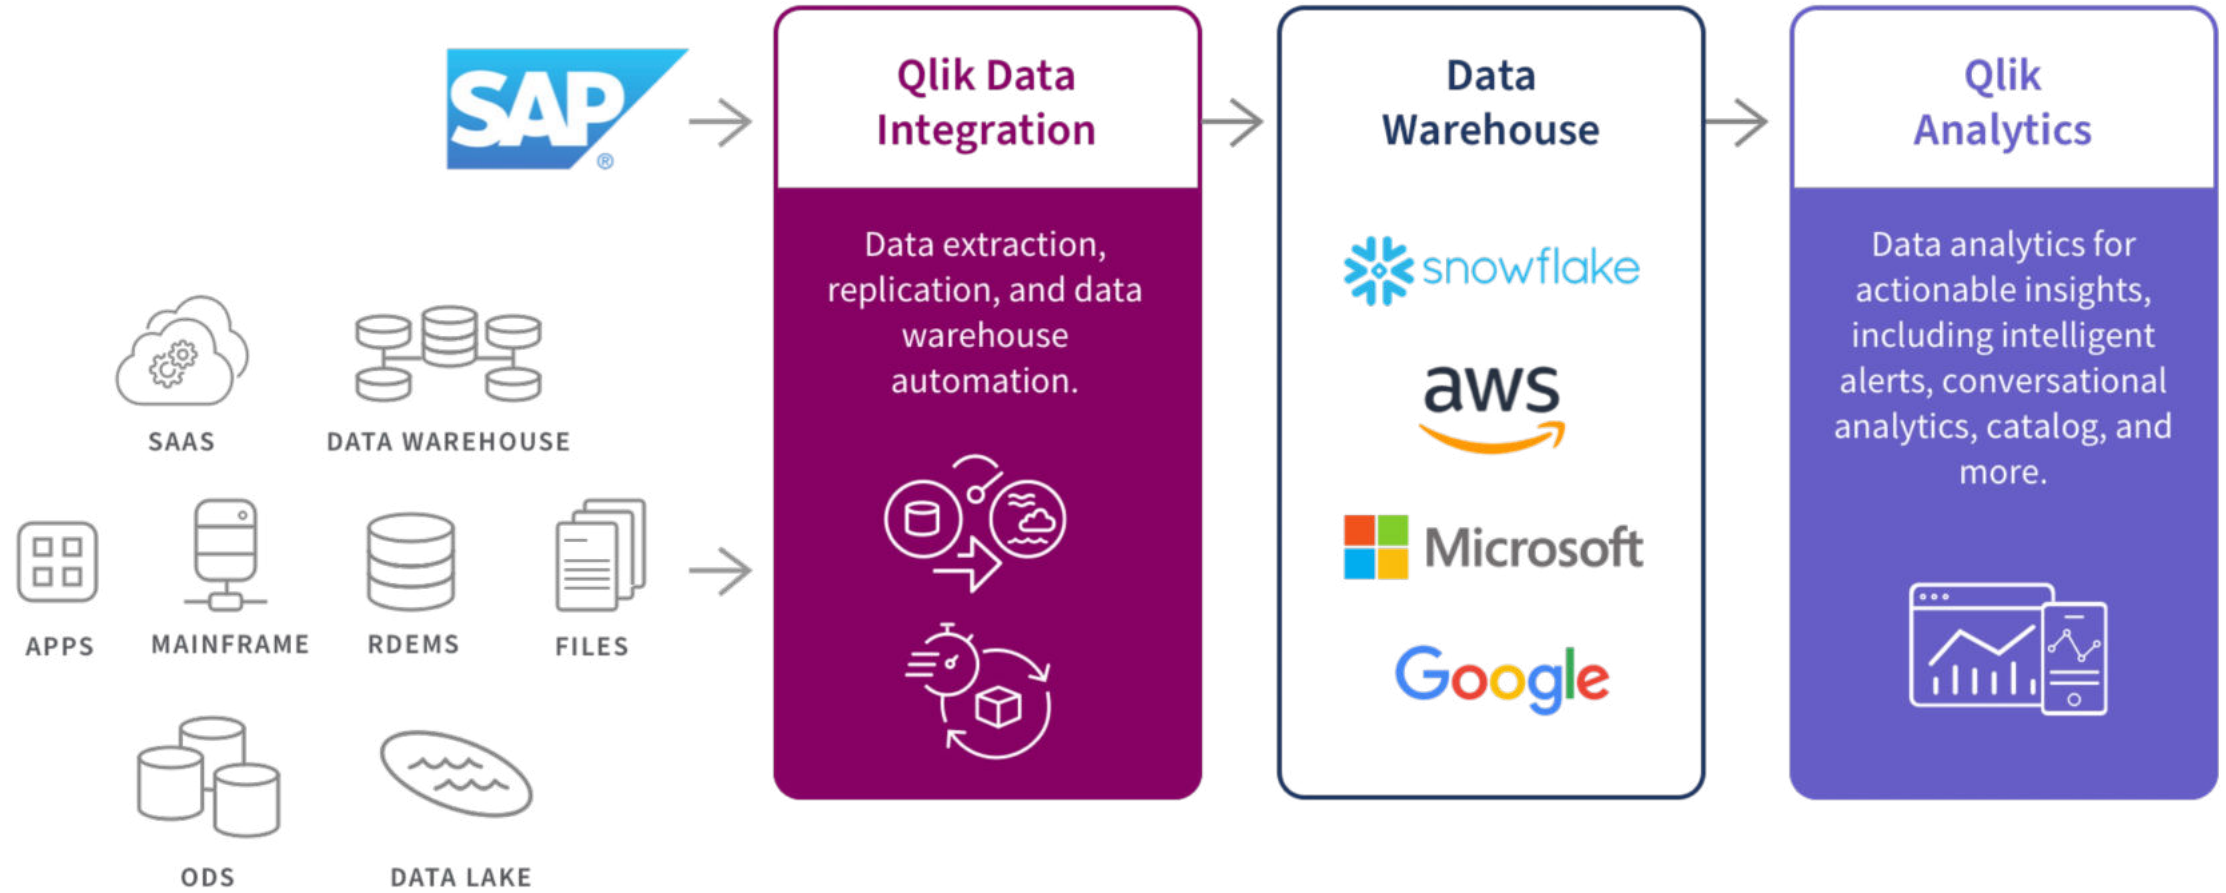 SAP
®
SAAS
DATA WAREHOUSE
APPS
MAINFRAME
RDEMS
FILES
ODS
DATA LAKE
Qlik Data
Integration
Data extraction,
replication, and data
warehouse
automation.
Data
Warehouse
snowflake
aws
Microsoft
Google
Qlik
Analytics
Data analytics for
actionable insights,
including intelligent
alerts, conversational
analytics, catalog, and
more.